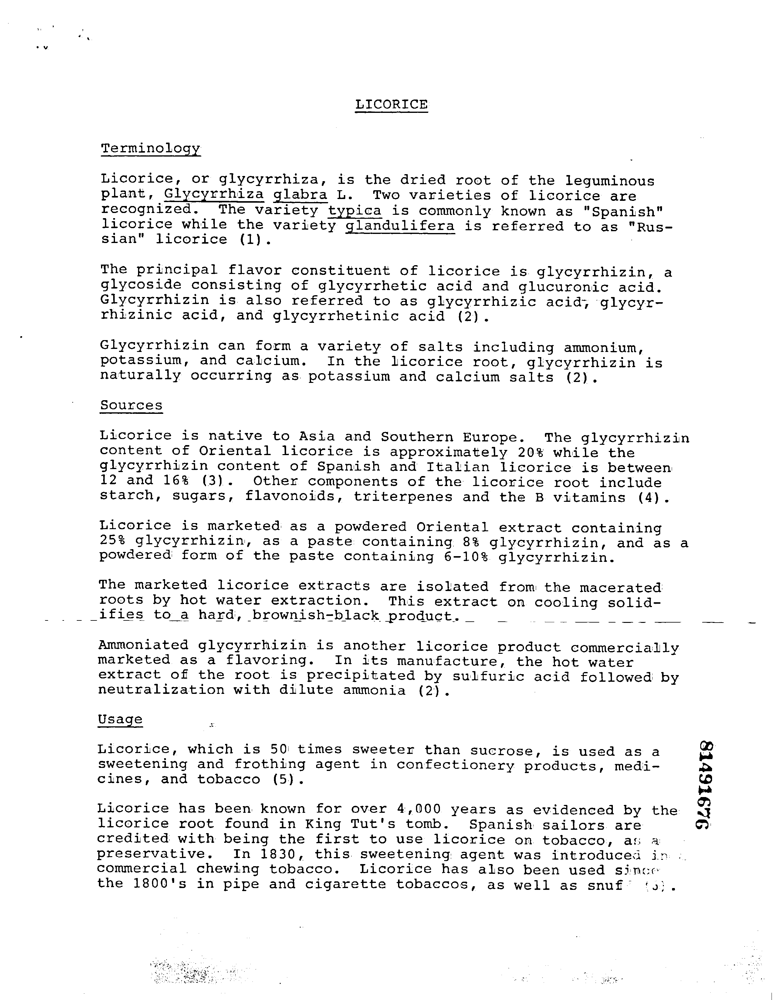 LICORICE
Terminology
Licorice, or glycyrrhiza, is the dried root of the leguminous
plant, Glycyrrhiza glabra L. Two varieties of licorice are
recognized. The variety typica is commonly known as "Spanish"
licorice while the variety glandulifera is referred to as "Rus-
sian" licorice (1).
The principal flavor constituent of licorice is glycyrrhizin, a
glycoside consisting of glycyrrhetic acid and glucuronic acid.
Glycyrrhizin is also referred to as glycyrrhizic acid, glycyr-
rhizinic acid, and glycyrrhetinic acid (2).
Glycyrrhizin can form a variety of salts including ammonium,
potassium, and calcium. In the licorice root, glycyrrhizin is
naturally occurring as potassium and calcium salts (2).
Sources
Licorice is native to Asia and Southern Europe. The glycyrrhizin
content of Oriental licorice is approximately 20% while the
glycyrrhizin content of Spanish and Italian licorice is between
12 and 16% (3). Other components of the licorice root include
starch, sugars, flavonoids, triterpenes and the B vitamins (4).
Licorice is marketed as a powdered Oriental extract containing
25% glycyrrhizin, as a paste containing 8% glycyrrhizin, and as a
powdered form of the paste containing 6-10% glycyrrhizin.
The marketed licorice extracts are isolated from the macerated
roots by hot water extraction. This extract on cooling solid-
ifies to a hard, brownish-black product.
Ammoniated glycyrrhizin is another licorice product commercially
marketed as a flavoring. In its manufacture, the hot water
extract of the root is precipitated by sulfuric acid followed by
neutralization with dilute ammonia (2).
Usage
Licorice, which is 50 times sweeter than sucrose, is used as a
sweetening and frothing agent in confectionery products, medi-
cines, and tobacco (5).
Licorice has been known for over 4,000 years as evidenced by the
licorice root found in King Tut's tomb. Spanish sailors are
credited with being the first to use licorice on tobacco, as a
preservative. In 1830, this sweetening agent was introduced in
commercial chewing tobacco. Licorice has also been used since
the 1800's in pipe and cigarette tobaccos, as well as snuf
81491676